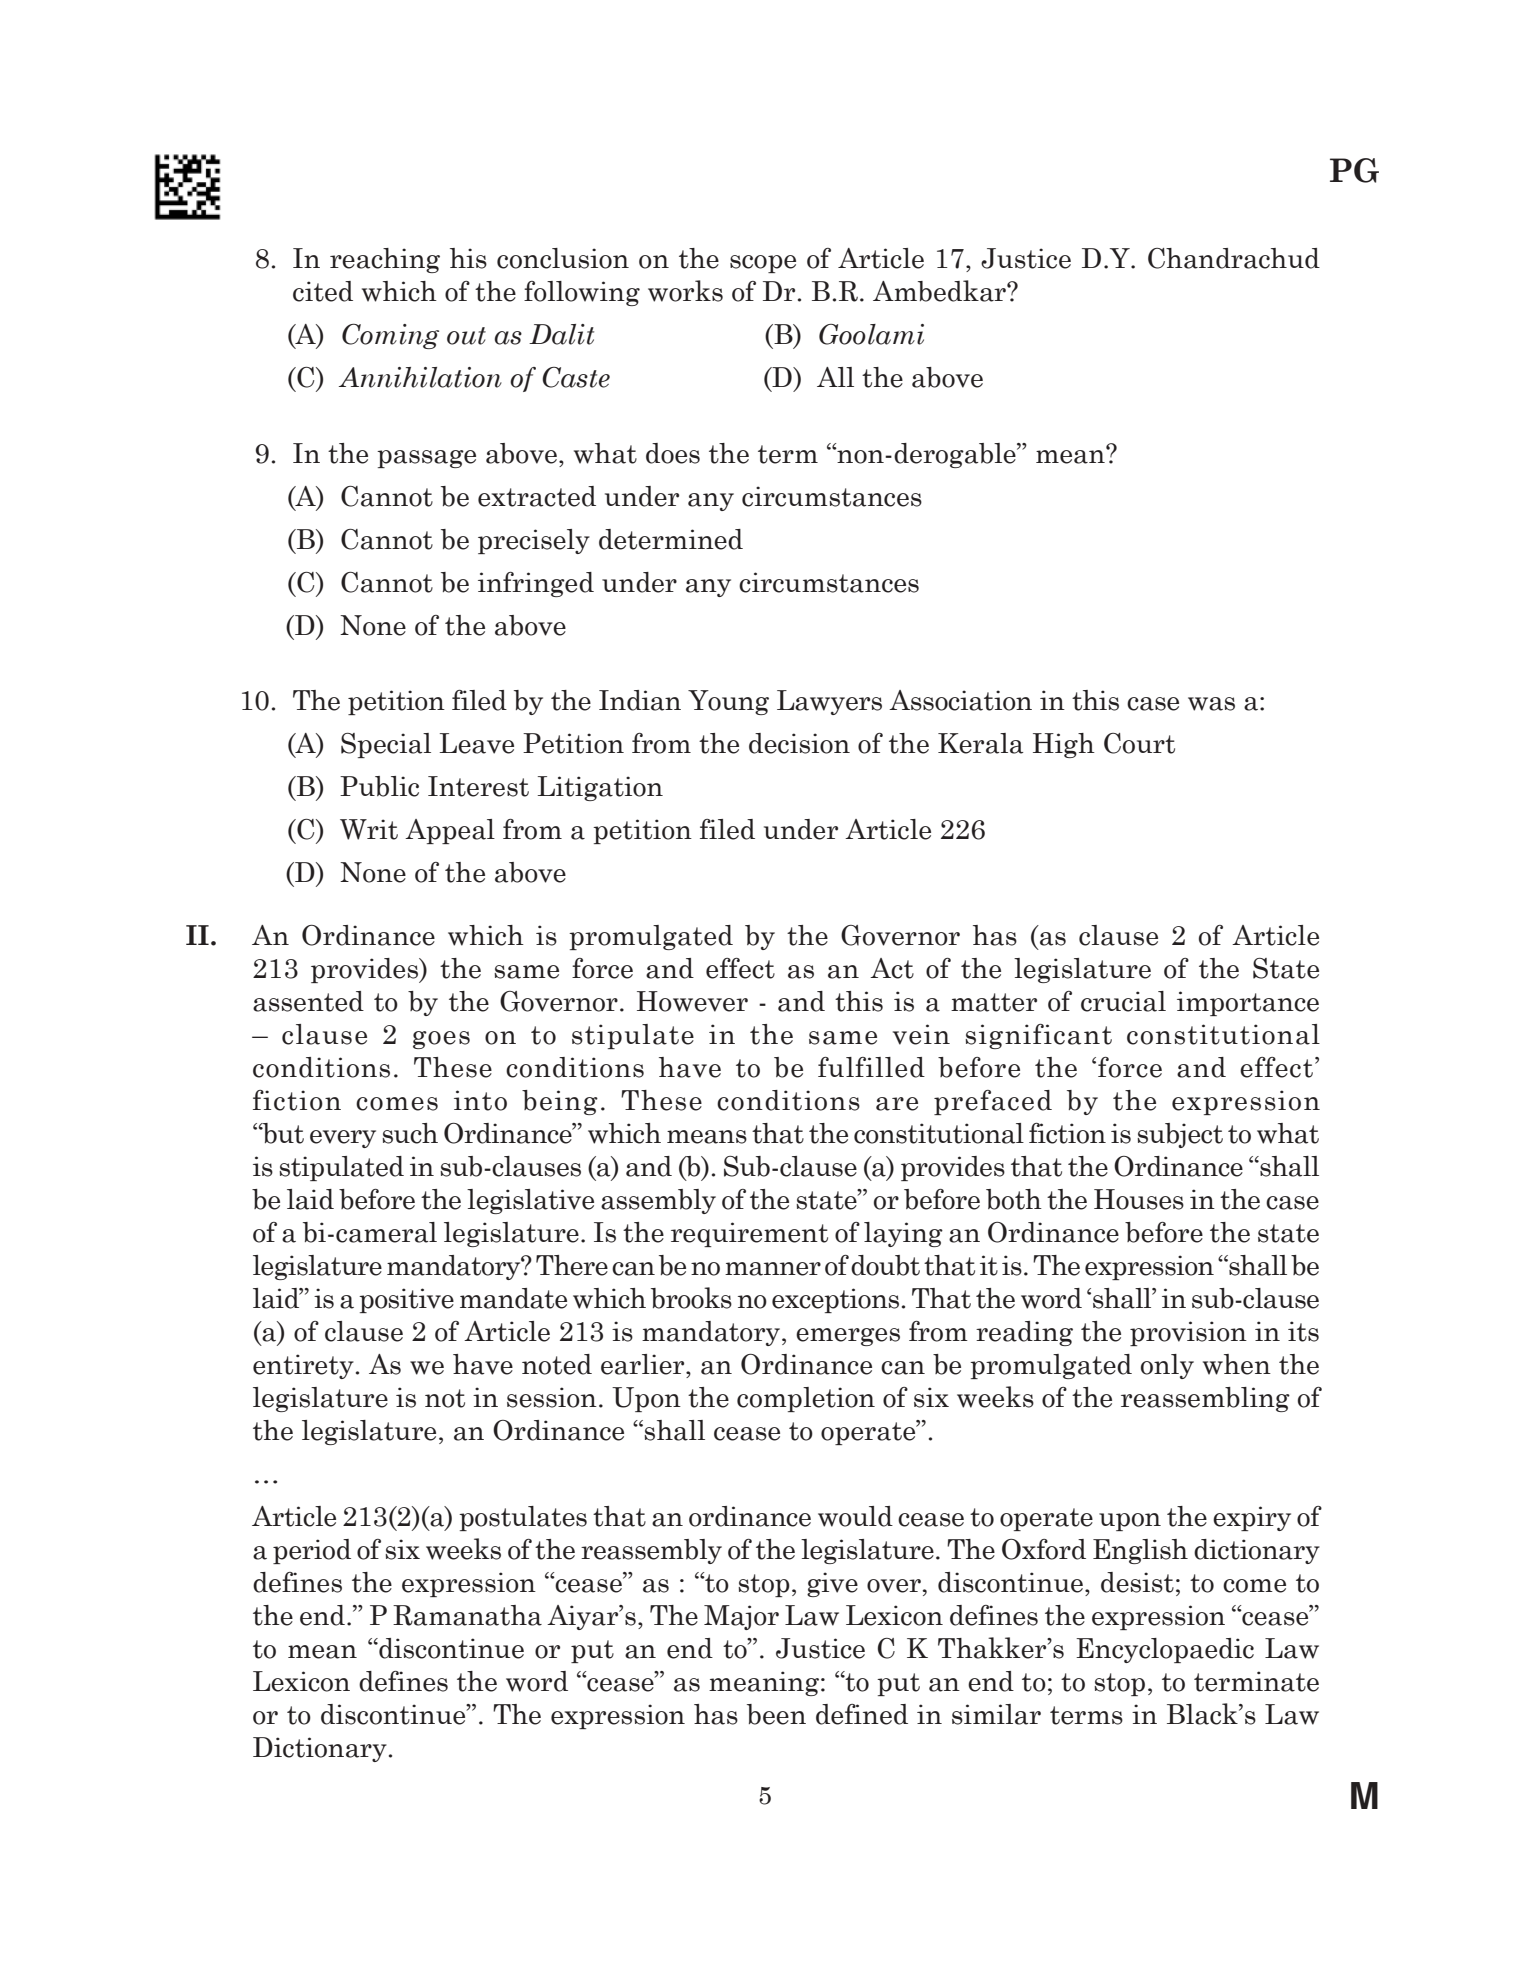 PG
8. In reaching his conclusion on the scope of Article 17, Justice D.Y. Chandrachud
cited which of the following works of Dr. B.R. Ambedkar?
(A) Coming out as Dalit (B) Goolami
(C) Annihilation of Caste (D) All the above
9. In the passage above, what does the term “non-derogable” mean?
(A) Cannot be extracted under any circumstances
(B) Cannot be precisely determined
(C) Cannot be infringed under any circumstances
(D) None of the above
10. The petition filed by the Indian Young Lawyers Association in this case was a:
(A) Special Leave Petition from the decision of the Kerala High Court
(B) Public Interest Litigation
(C) Writ Appeal from a petition filed under Article 226
(D) None of the above
II. An Ordinance which is promulgated by the Governor has (as clause 2 of Article
213 provides) the same force and effect as an Act of the legislature of the State
assented to by the Governor. However - and this is a matter of crucial importance
– clause 2 goes on to stipulate in the same vein significant constitutional
conditions. These conditions have to be fulfilled before the ‘force and effect’
fiction comes into being. These conditions are prefaced by the expression
“but every such Ordinance” which means that the constitutional fiction is subject to what
is stipulated in sub-clauses (a) and (b). Sub-clause (a) provides that the Ordinance “shall
be laid before the legislative assembly of the state” or before both the Houses in the case
of a bi-cameral legislature. Is the requirement of laying an Ordinance before the state
legislature mandatory? There can be no manner of doubt that it is. The expression “shall be
laid” is a positive mandate which brooks no exceptions. That the word ‘shall’ in sub-clause
(a) of clause 2 of Article 213 is mandatory, emerges from reading the provision in its
entirety. As we have noted earlier, an Ordinance can be promulgated only when the
legislature is not in session. Upon the completion of six weeks of the reassembling of
the legislature, an Ordinance “shall cease to operate”.
…
Article 213(2)(a) postulates that an ordinance would cease to operate upon the expiry of
a period of six weeks of the reassembly of the legislature. The Oxford English dictionary
defines the expression “cease” as : “to stop, give over, discontinue, desist; to come to
the end.” P Ramanatha Aiyar’s, The Major Law Lexicon defines the expression “cease”
to mean “discontinue or put an end to”. Justice C K Thakker’s Encyclopaedic Law
Lexicon defines the word “cease” as meaning: “to put an end to; to stop, to terminate
or to discontinue”. The expression has been defined in similar terms in Black’s Law
Dictionary.
5
M